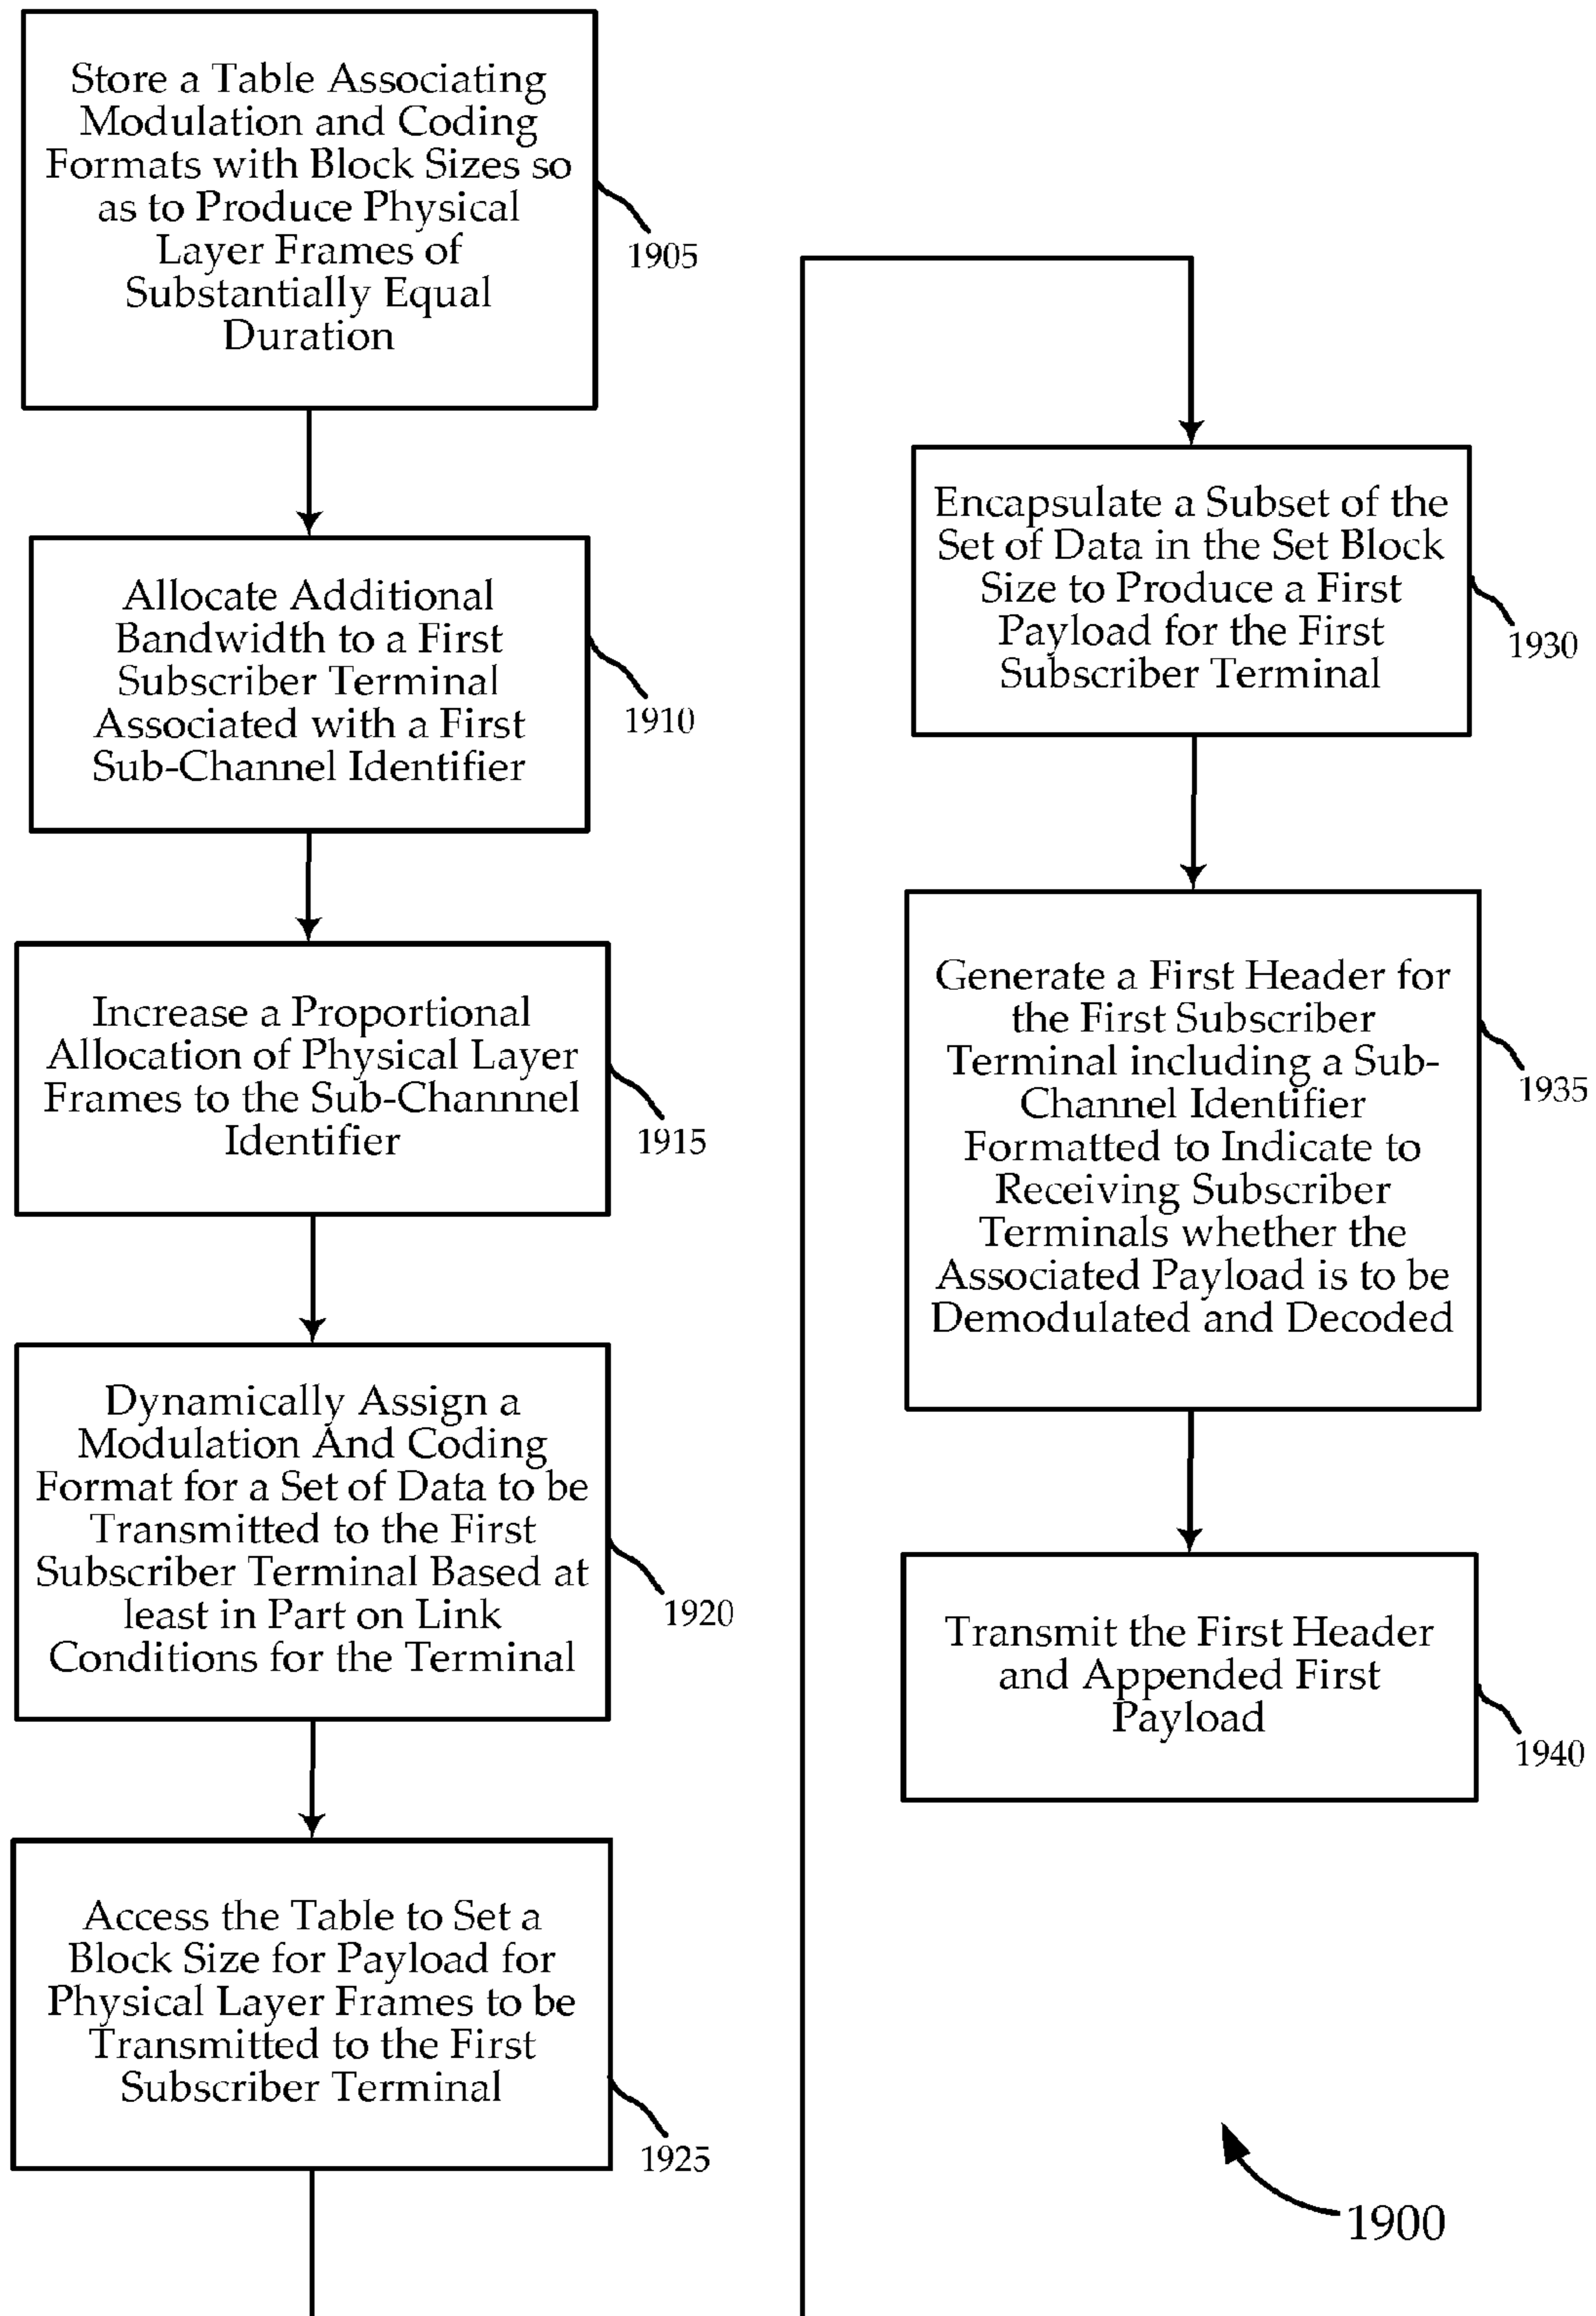 Store a Table Associating
Modulation and Coding
Formats with Block Sizes so
as to Produce Physical
Layer Frames of
Substantially Equal
Duration
1905
Allocate Additional
Bandwidth to a First
Subscriber Terminal
Associated with a First
Sub-Channel Identifier
1910
Increase a Proportional
Allocation of Physical Layer
Frames to the Sub-Channnel
Identifier
1915
Dynamically Assign a
Modulation And Coding
Format for a Set of Data to be
Transmitted to the First
Subscriber Terminal Based at
least in Part on Link
Conditions for the Terminal
1920
Access the Table to Set a
Block Size for Payload for
Physical Layer Frames to be
Transmitted to the First
Subscriber Terminal
1925
Encapsulate a Subset of the
Set of Data in the Set Block
Size to Produce a First
Payload for the First
Subscriber Terminal
1930
Generate a First Header for
the First Subscriber
Terminal including a Sub-
Channel Identifier
Formatted to Indicate to
Receiving Subscriber
Terminals whether the
Associated Payload is to be
Demodulated and Decoded
1935
Transmit the First Header
and Appended First
Payload
1940
1900